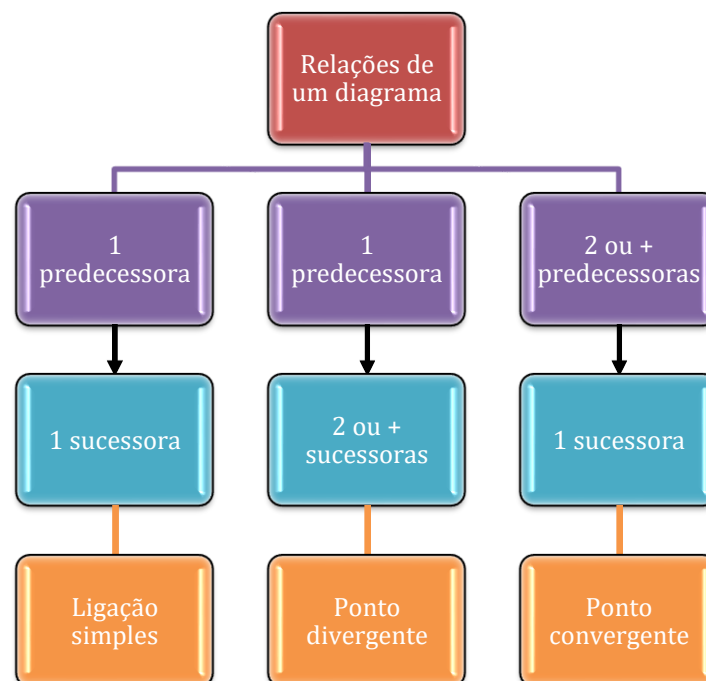 Relações de
um diagrama
1
predecessora
1
predecessora
2 ou +
predecessoras
1 sucessora
2 ou +
sucessoras
1 sucessora
Ligação
simples
Ponto
divergente
Ponto
convergente